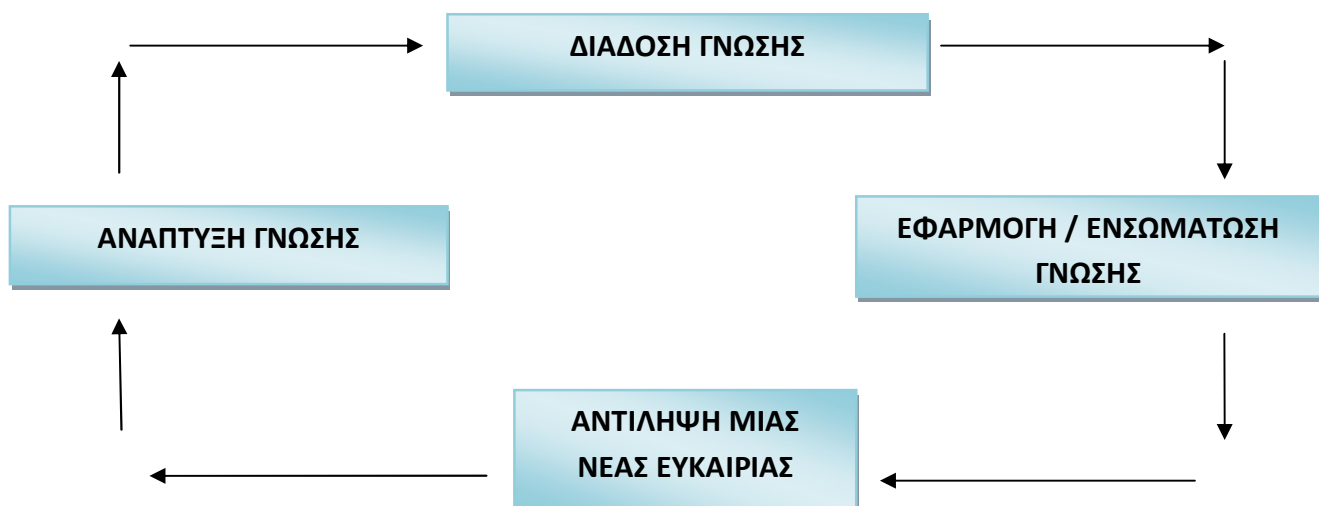 ΔΙΑΔΟΣΗ ΓΝΩΣΗΣ
ΑΝΑΠΤΥΞΗ ΓΝΩΣΗΣ
ΕΦΑΡΜΟΓΗ / ΕΝΣΩΜΑΤΩΣΗ
ΓΝΩΣΗΣ
ΑΝΤΙΛΗΨΗ ΜΙΑΣ
ΝΕΑΣ ΕΥΚΑΙΡΙΑΣ